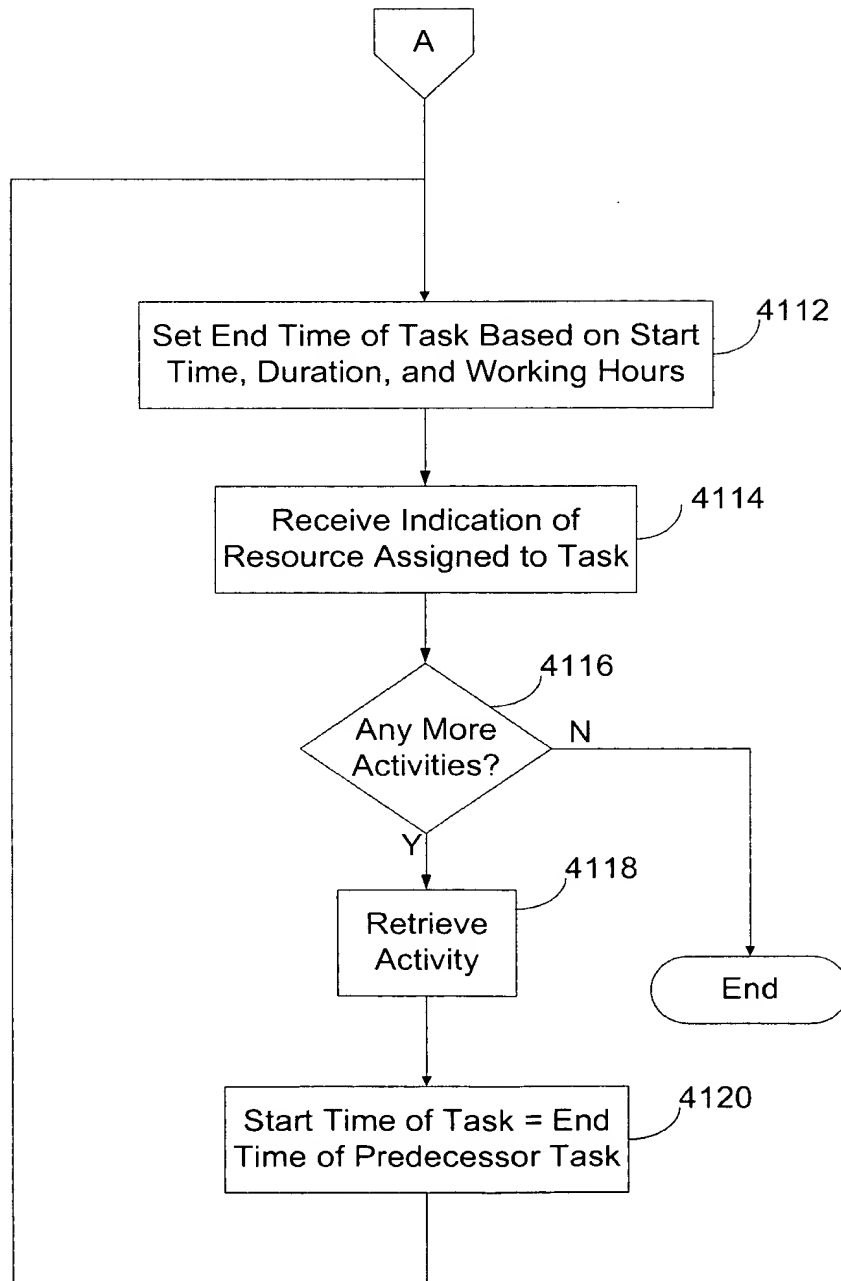 A
4112
Set End Time of Task Based on Start
Time, Duration, and Working Hours
4114
Receive Indication of
Resource Assigned to Task
4116
Any More
Activities?
N
Y
4118
Retrieve
Activity
End
4120
Start Time of Task = End
Time of Predecessor Task